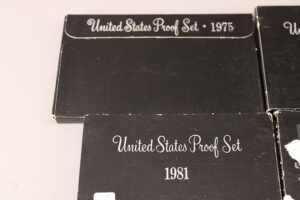 United States Proof Set • 1975
United States Proof Set
1981